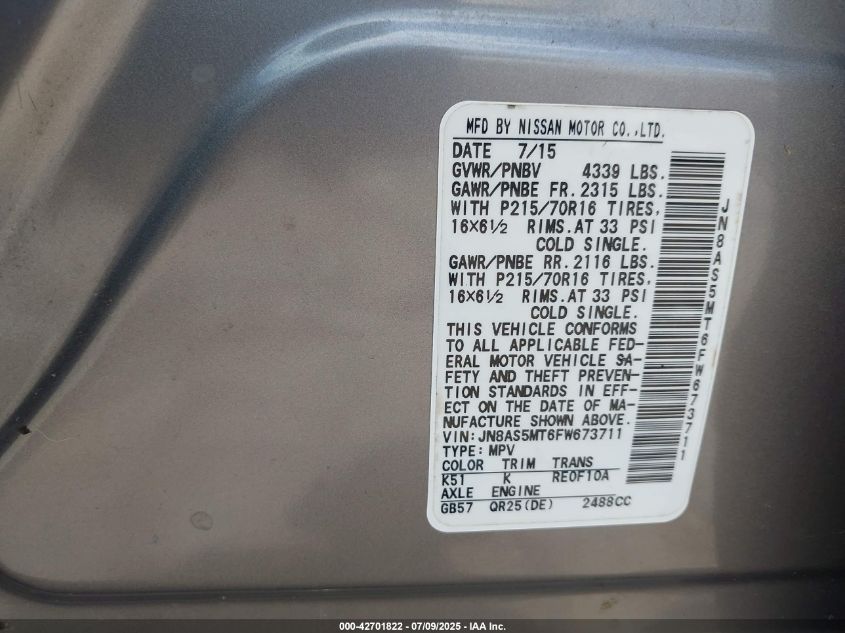 MFD BY NISSAN MOTOR CO.,LTD.
DATE 7/15
GVWR/PNBV 4339 LBS.
GAWR/PNBE FR. 2315 LBS.
WITH P215/70R16 TIRES,
16×6½ RIMS. AT 33 PSI
COLD SINGLE.
GAWR/PNBE RR. 2116 LBS.
WITH P215/70R16 TIRES,
16×6½ RIMS. AT 33 PSI
COLD SINGLE.
THIS VEHICLE CONFORMS
TO ALL APPLICABLE FED-
ERAL MOTOR VEHICLE SA-
FETY AND THEFT PREVEN-
TION STANDARDS IN EFF-
ECT ON THE DATE OF MA-
NUFACTURE SHOWN ABOVE.
VIN: JN8AS5MT6FW673711
TYPE: MPV
COLOR TRIM TRANS
K51 K RE0F10A
AXLE ENGINE
GB57 QR25(DE) 2488CC
JN8AS5MT6FW673711
000-42701822 - 07/09/2025 - IAA Inc.